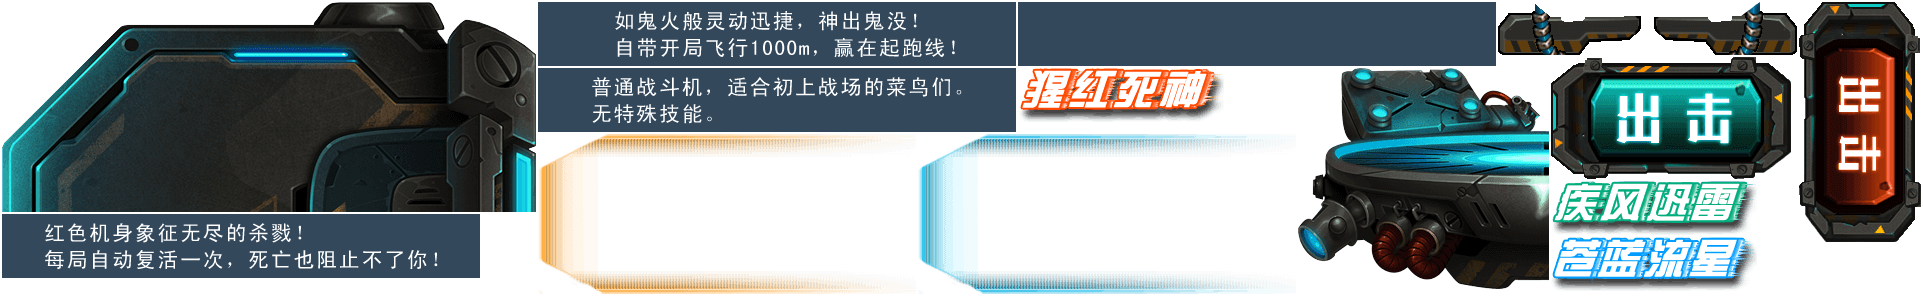 如鬼火般灵动迅捷，神出鬼没！
自带开局飞行1000m，赢在起跑线！
普通战斗机，适合初上战场的菜鸟们。
无特殊技能。
猩红死神
出击
出击
疾风迅雷
苍蓝流星
红色机身象征无尽的杀戮！
每局自动复活一次，死亡也阻止不了你！